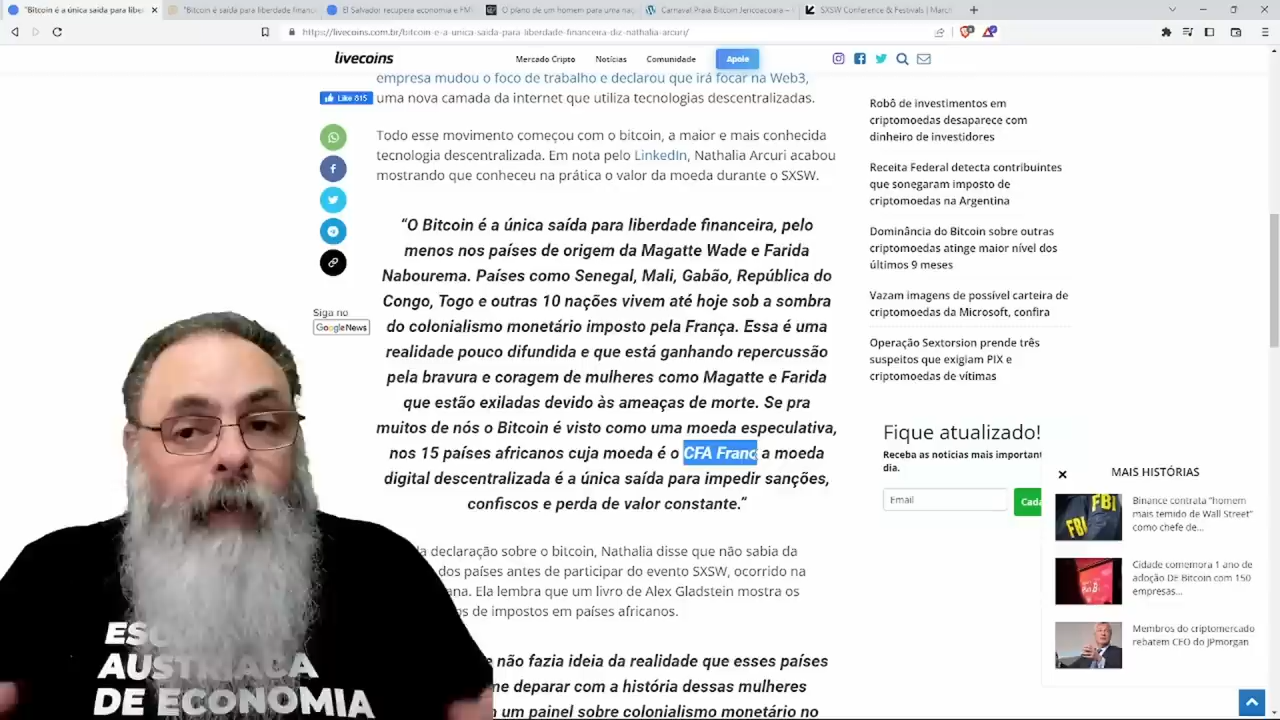 "Bitcoin é a única saída para liber
"Bitcoin é saída para liberdade financei
El Salvador recupera economia e FM
O plano de um homem para uma naç
Carnaval Praia Bitcoin Jericoacoara –
SXSW Conference & Festivals | March
https://livecoins.com.br/bitcoin-e-a-unica-saida-para-liberdade-financeira-diz-nathalia-arcuri/
livecoins
Mercado Cripto
Notícias
Comunidade
Apoie
empresa mudou o foco de trabalho e declarou que irá focar na Web3,
Like 815
uma nova camada da internet que utiliza tecnologias descentralizadas.
Todo esse movimento começou com o bitcoin, a maior e mais conhecida
tecnologia descentralizada. Em nota pelo LinkedIn, Nathalia Arcuri acabou
mostrando que conheceu na prática o valor da moeda durante o SXSW.
“O Bitcoin é a única saída para liberdade financeira, pelo
menos nos países de origem da Magatte Wade e Farida
Nabourema. Países como Senegal, Mali, Gabão, República do
Congo, Togo e outras 10 nações vivem até hoje sob a sombra
do colonialismo monetário imposto pela França. Essa é uma
realidade pouco difundida e que está ganhando repercussão
pela bravura e coragem de mulheres como Magatte e Farida
que estão exiladas devido às ameaças de morte. Se pra
muitos de nós o Bitcoin é visto como uma moeda especulativa,
nos 15 países africanos cuja moeda é o CFA Franc a moeda
digital descentralizada é a única saída para impedir sanções,
confiscos e perda de valor constante.“
Siga no
Google News
da declaração sobre o bitcoin, Nathalia disse que não sabia da
dos países antes de participar do evento SXSW, ocorrido na
ana. Ela lembra que um livro de Alex Gladstein mostra os
os de impostos em países africanos.
e não fazia ideia da realidade que esses países
me deparar com a história dessas mulheres
um painel sobre colonialismo monetário no
Robô de investimentos em
criptomoedas desaparece com
dinheiro de investidores
Receita Federal detecta contribuintes
que sonegaram imposto de
criptomoedas na Argentina
Dominância do Bitcoin sobre outras
criptomoedas atinge maior nível dos
últimos 9 meses
Vazam imagens de possível carteira de
criptomoedas da Microsoft, confira
Operação Sextorsion prende três
suspeitos que exigiam PIX e
criptomoedas de vítimas
Fique atualizado!
Receba as noticias mais important
dia.
Email
Cada
MAIS HISTÓRIAS
Binance contrata "homem
mais temido de Wall Street"
como chefe de...
FBI
FBI
Cidade comemora 1 ano de
adoção DE Bitcoin com 150
empresas...
Membros do criptomercado
rebatem CEO do JPmorgan
AUSTRIACA
DE ECONOMIA